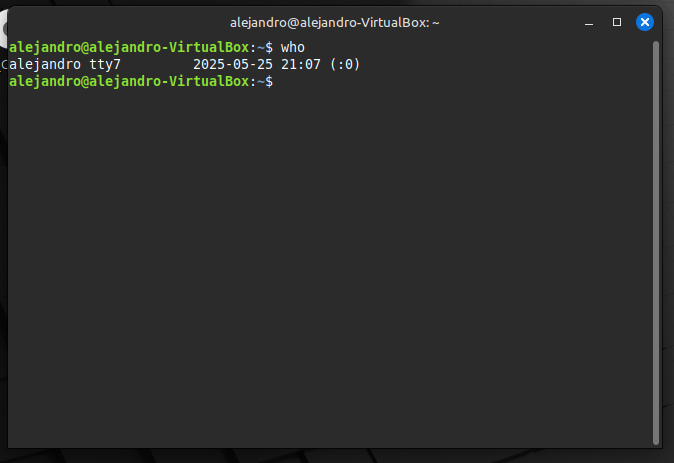 alejandro@alejandro-VirtualBox: ~
alejandro@alejandro-VirtualBox:~$ who
alejandro tty7         2025-05-25 21:07 (:0)
alejandro@alejandro-VirtualBox:~$